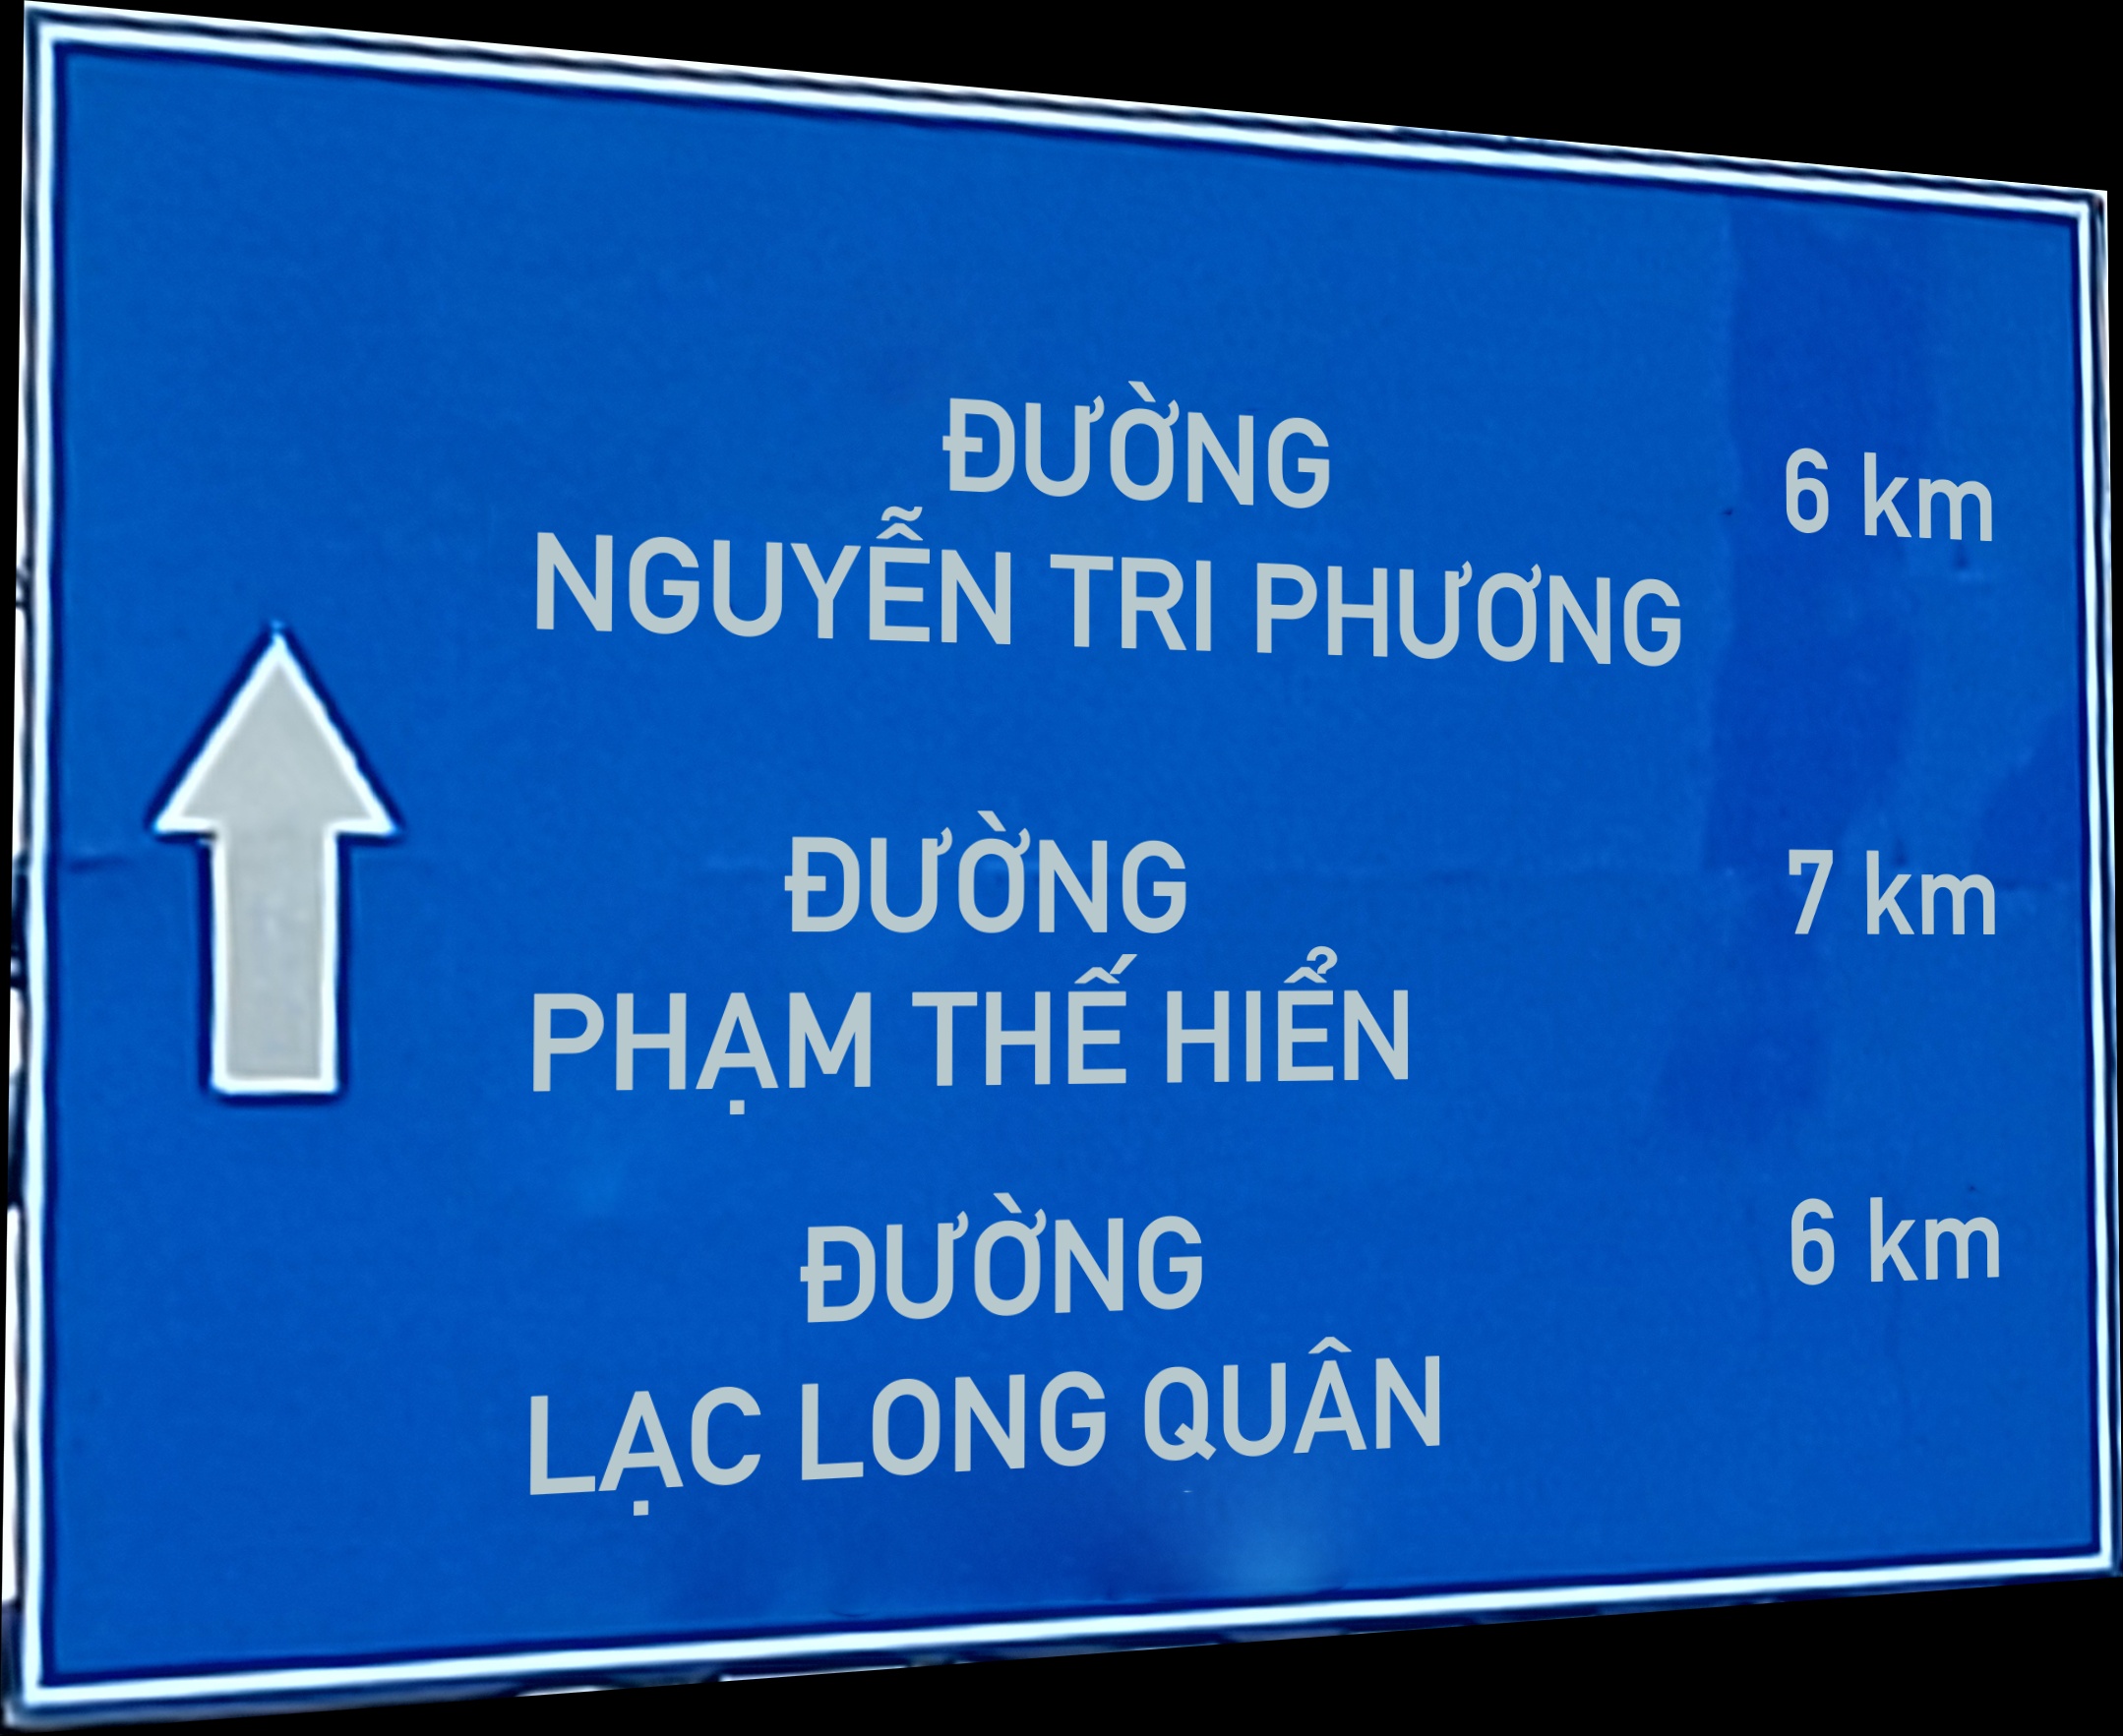 ĐƯỜNG
NGUYỄN TRI PHƯƠNG
6 km
ĐƯỜNG
PHẠM THẾ HIỂN
7 km
ĐƯỜNG
LẠC LONG QUÂN
6 km